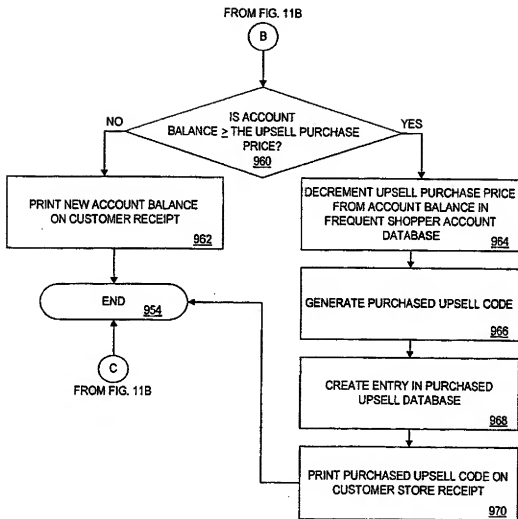 FROM FIG. 11B
B
IS ACCOUNT
BALANCE ≥ THE UPSELL PURCHASE
PRICE?
960
NO
YES
PRINT NEW ACCOUNT BALANCE
ON CUSTOMER RECEIPT
962
DECREMENT UPSELL PURCHASE PRICE
FROM ACCOUNT BALANCE IN
FREQUENT SHOPPER ACCOUNT
DATABASE
964
END
954
GENERATE PURCHASED UPSELL CODE
966
C
FROM FIG. 11B
CREATE ENTRY IN PURCHASED
UPSELL DATABASE
968
PRINT PURCHASED UPSELL CODE ON
CUSTOMER STORE RECEIPT
970